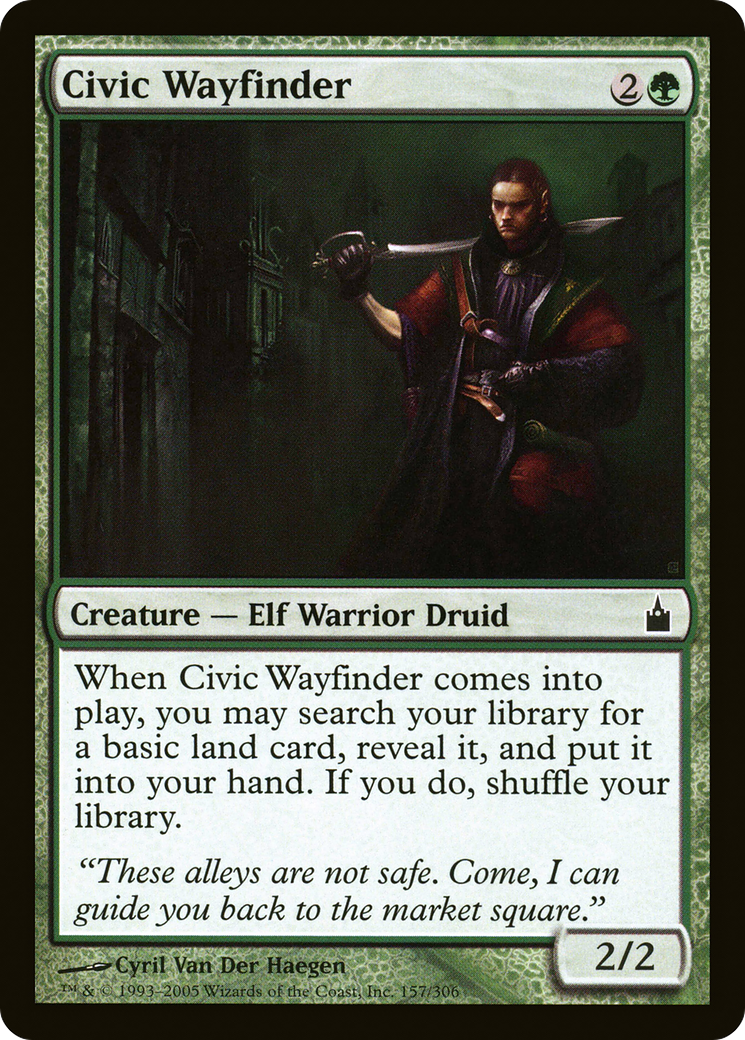 Civic Wayfinder 2
Creature — Elf Warrior Druid
When Civic Wayfinder comes into
play, you may search your library for
a basic land card, reveal it, and put it
into your hand. If you do, shuffle your
library.
“These alleys are not safe. Come, I can
guide you back to the market square.”
2/2
Cyril Van Der Haegen
™ & © 1993–2005 Wizards of the Coast, Inc. 157/306